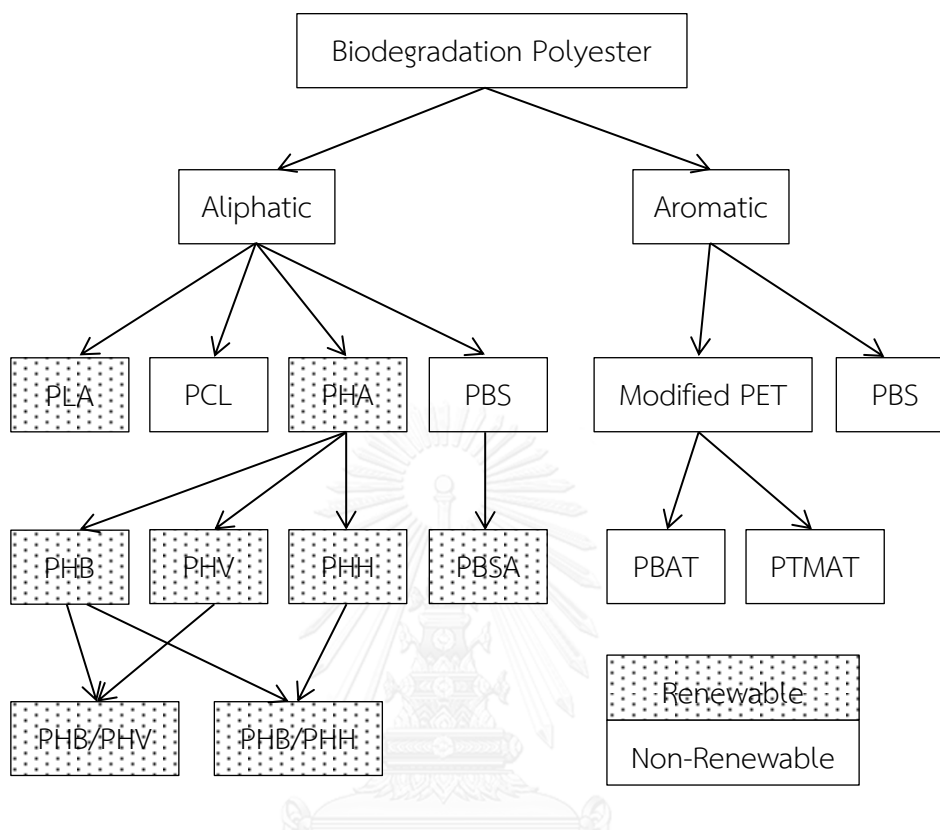 Biodegradation Polyester
Aliphatic
Aromatic
PLA
PCL
PHA
PBS
Modified PET
PBS
PHB
PHV
PHH
PBSA
PBAT
PTMAT
Renewable
Non-Renewable
PHB/PHV
PHB/PHH